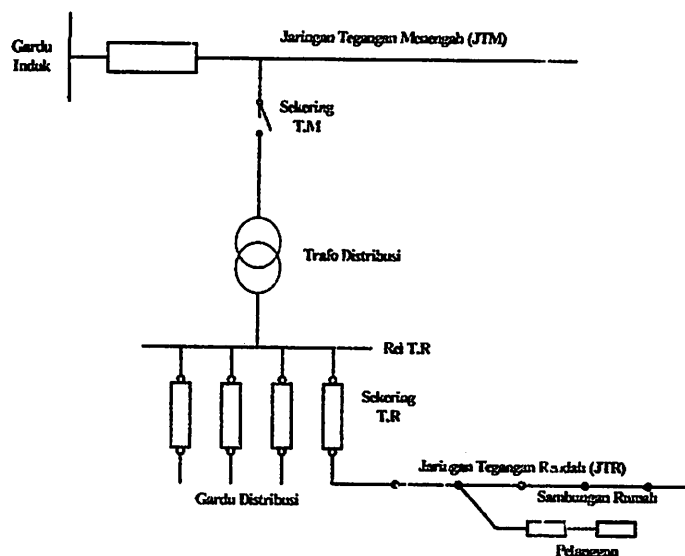 Gardu
Induk
Jaringan Tegangan Menengah (JTM)
Sekering
T.M
Trafo Distribusi
Rel T.R
Sekering
T.R
Jaringan Tegangan Rendah (JTR)
Gardu Distribusi
Sambungan Rumah
Pelanggan